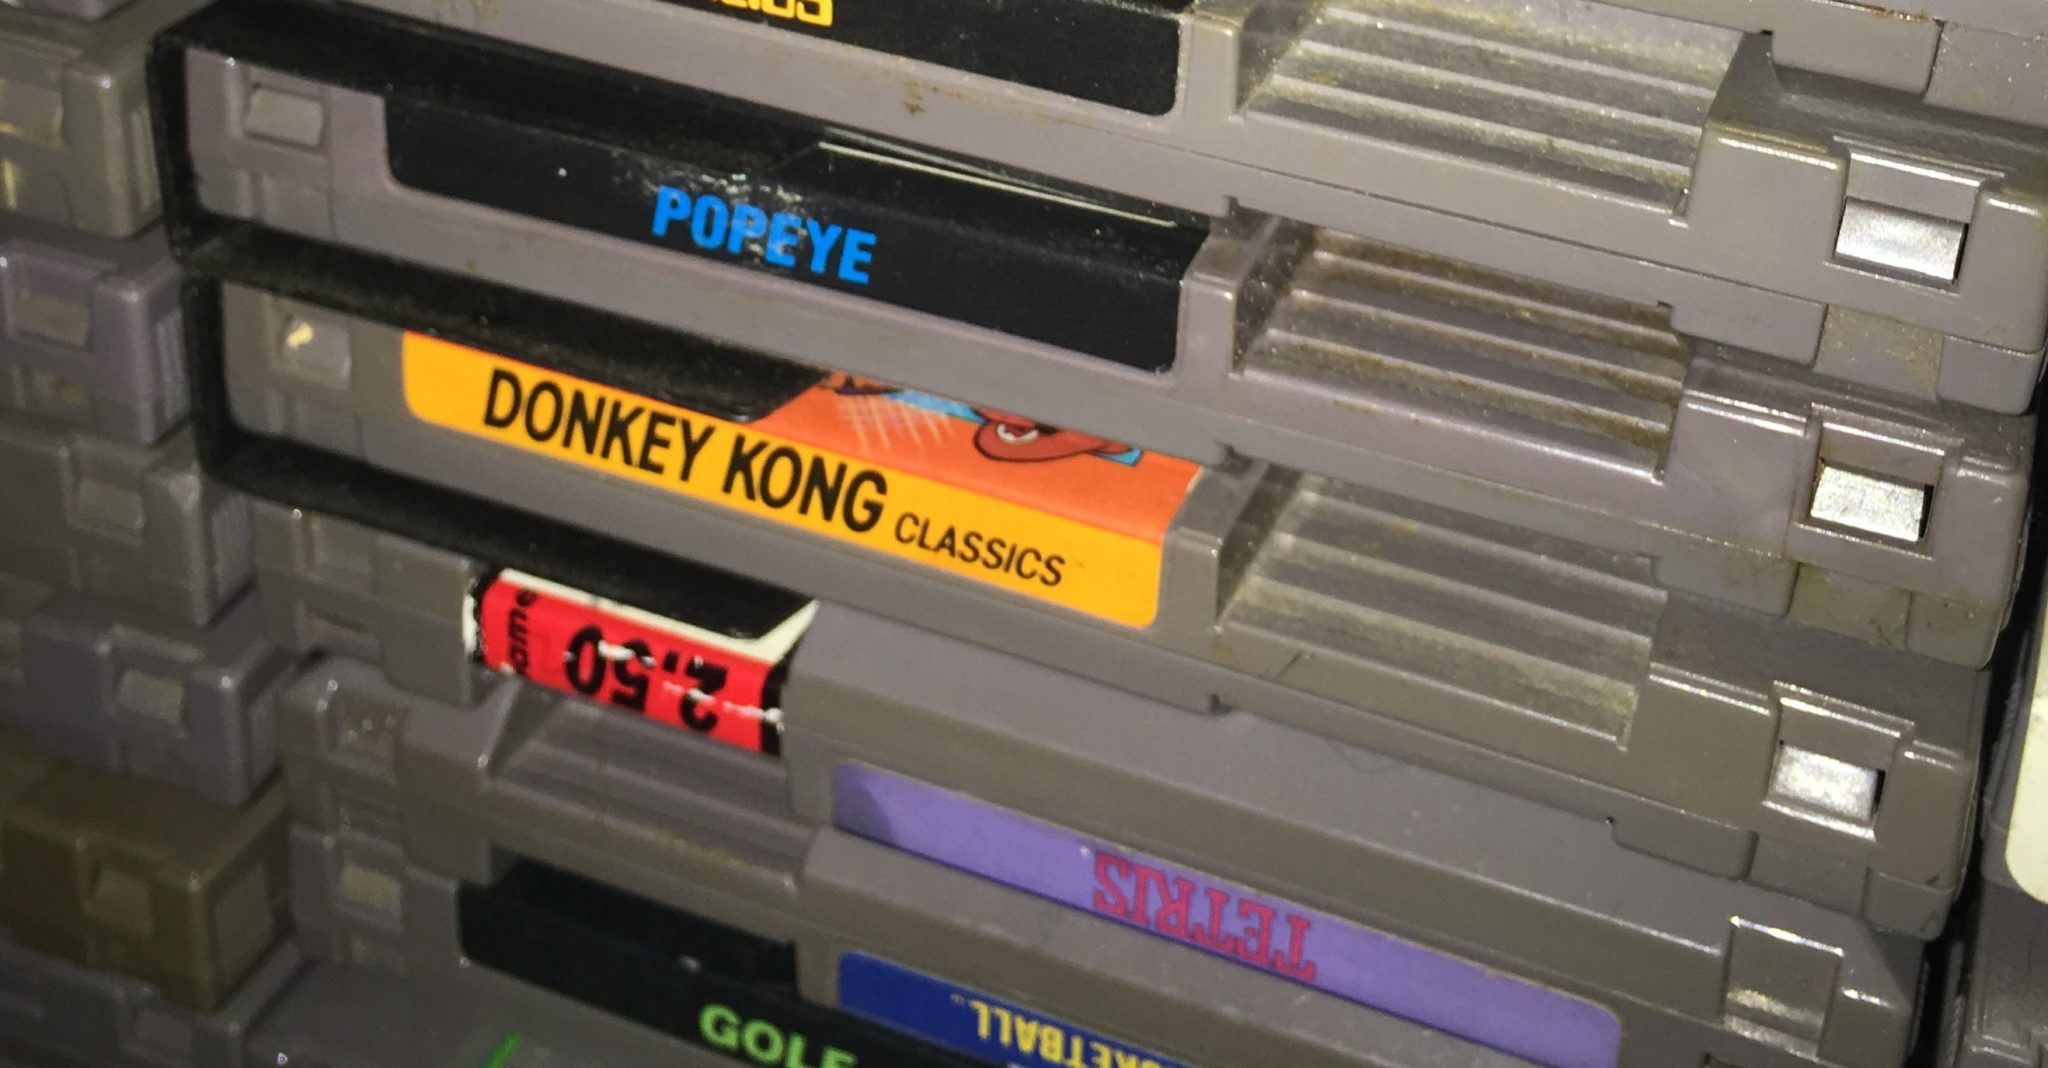 POPEYE
DONKEY KONG CLASSICS
2,50
TETRIS
GOLF